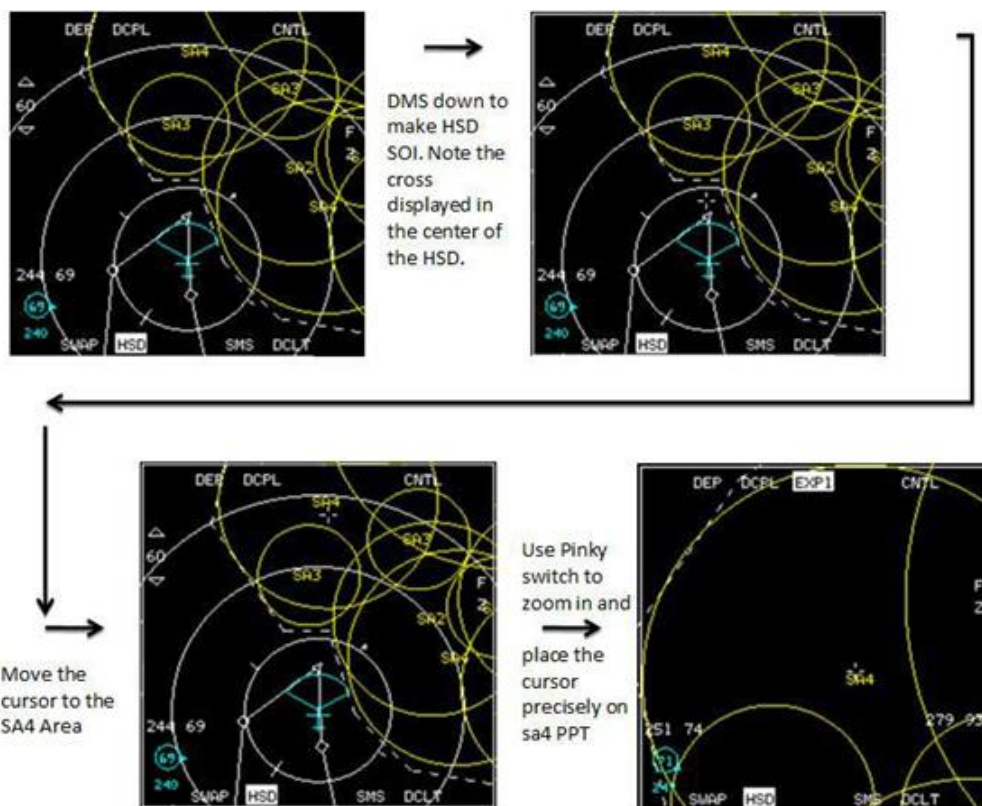 DEP DCPL CNTL
SA4
SA3
60
SA3
F
Z
SA2
SA4
244 69
69
240
SWAP HSD SMS DCLT
DMS down to
make HSD
SOI. Note the
cross
displayed in
the center of
the HSD.
DEP DCPL CNTL
SA4
SA3
60
SA3
F
Z
SA2
SA4
244 69
69
240
SWAP HSD SMS DCLT
Move the
cursor to the
SA4 Area
DEP DCPL CNTL
SA4
60
SA3
SA3
F
Z
SA2
SA4
244 69
69
240
SWAP HSD SMS DCLT
Use Pinky
switch to
zoom in and
place the
cursor
precisely on
sa4 PPT
DEP DCPL EXP1 CNTL
F
Z
SA4
251 74 279 93
71
SWAP HSD SMS DCLT